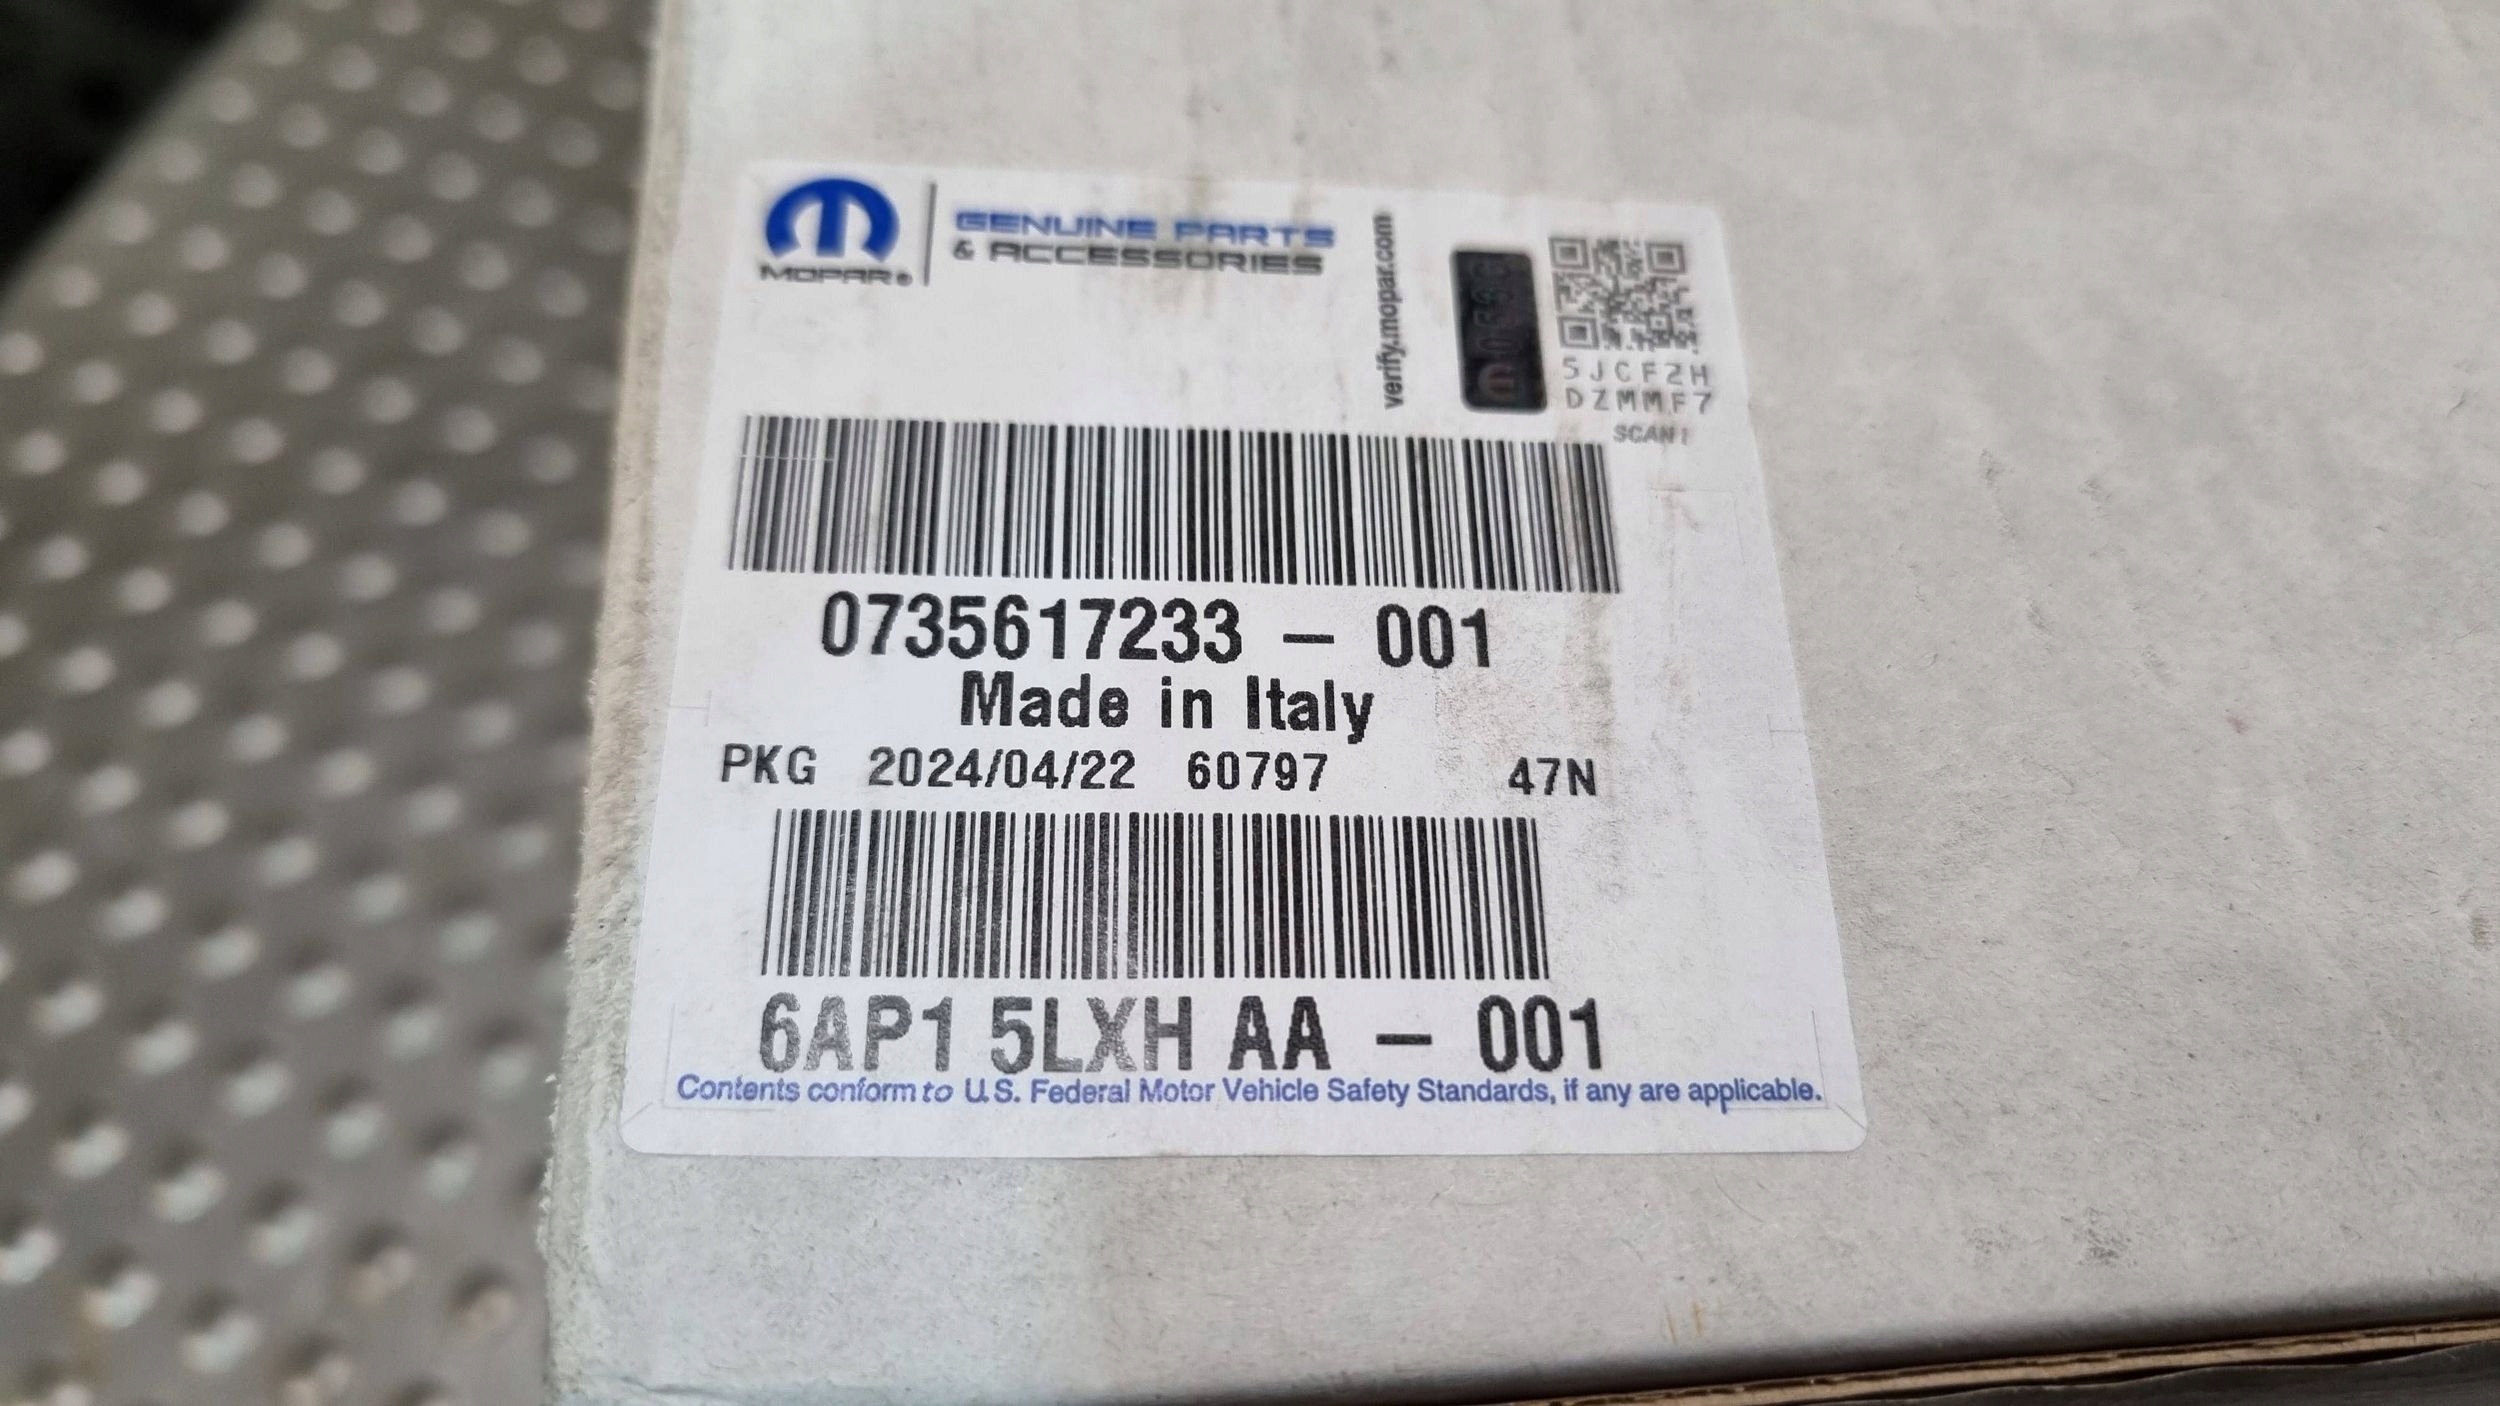 MOPAR®
GENUINE PARTS
& ACCESSORIES
verify.mopar.com
5JCF2H
DZMMF7
SCAN
0735617233 – 001
Made in Italy
PKG 2024/04/22 60797 47N
6AP1 5LXH AA – 001
Contents conform to U.S. Federal Motor Vehicle Safety Standards, if any are applicable.